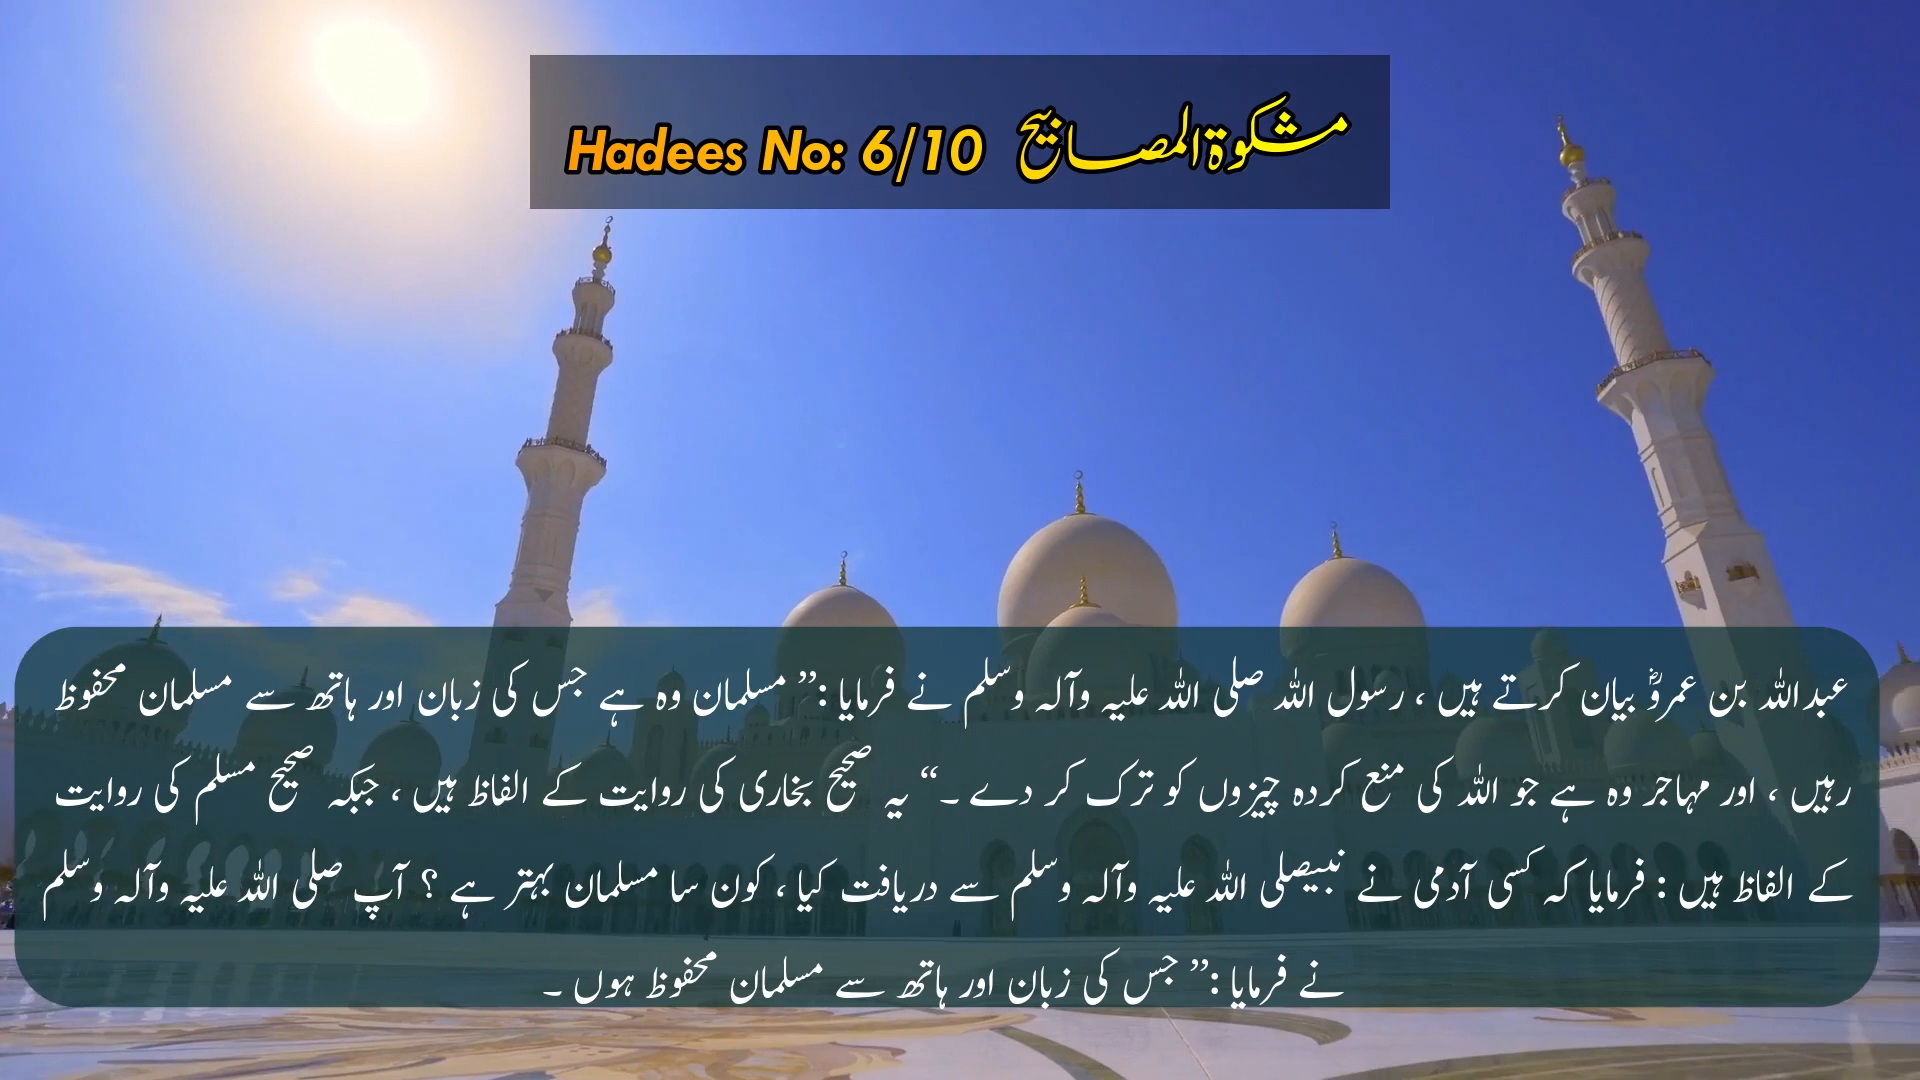 مشکوۃ المصابیح Hadees No: 6/10
عبداللہ بن عمروؓ بیان کرتے ہیں ، رسول اللہ صلی اللہ علیہ وآلہ وسلم نے فرمایا :’’ مسلمان وہ ہے جس کی زبان اور ہاتھ سے مسلمان محفوظ
رہیں ، اور مہاجر وہ ہے جو اللہ کی منع کردہ چیزوں کو ترک کر دے ۔‘‘ یہ صحیح بخاری کی روایت کے الفاظ ہیں ، جبکہ صحیح مسلم کی روایت
کے الفاظ ہیں : فرمایا کہ کسی آدمی نے نبیصلی اللہ علیہ وآلہ وسلم سے دریافت کیا ، کون سا مسلمان بہتر ہے ؟ آپ صلی اللہ علیہ وآلہ وسلم
نے فرمایا :’’ جس کی زبان اور ہاتھ سے مسلمان محفوظ ہوں ۔